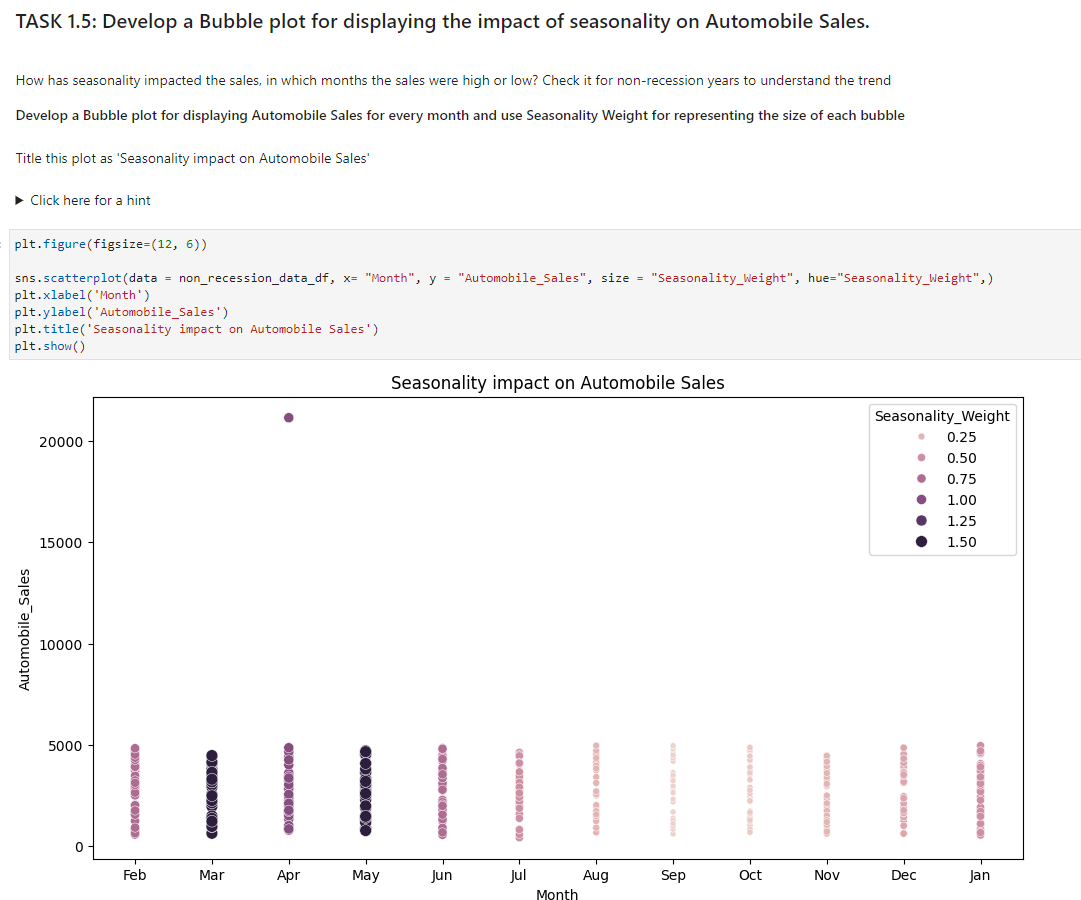 TASK 1.5: Develop a Bubble plot for displaying the impact of seasonality on Automobile Sales.
How has seasonality impacted the sales, in which months the sales were high or low? Check it for non-recession years to understand the trend
Develop a Bubble plot for displaying Automobile Sales for every month and use Seasonality Weight for representing the size of each bubble
Title this plot as 'Seasonality impact on Automobile Sales'
Click here for a hint
plt.figure(figsize=(12, 6))
sns.scatterplot(data = non_recession_data_df, x= "Month", y = "Automobile_Sales", size = "Seasonality_Weight", hue="Seasonality_Weight",)
plt.xlabel('Month')
plt.ylabel('Automobile_Sales')
plt.title('Seasonality impact on Automobile Sales')
plt.show()
Seasonality impact on Automobile Sales
Seasonality_Weight
0.25
0.50
0.75
1.00
1.25
1.50
20000
15000
10000
5000
0
Automobile_Sales
Feb Mar Apr May Jun Jul Aug Sep Oct Nov Dec Jan
Month